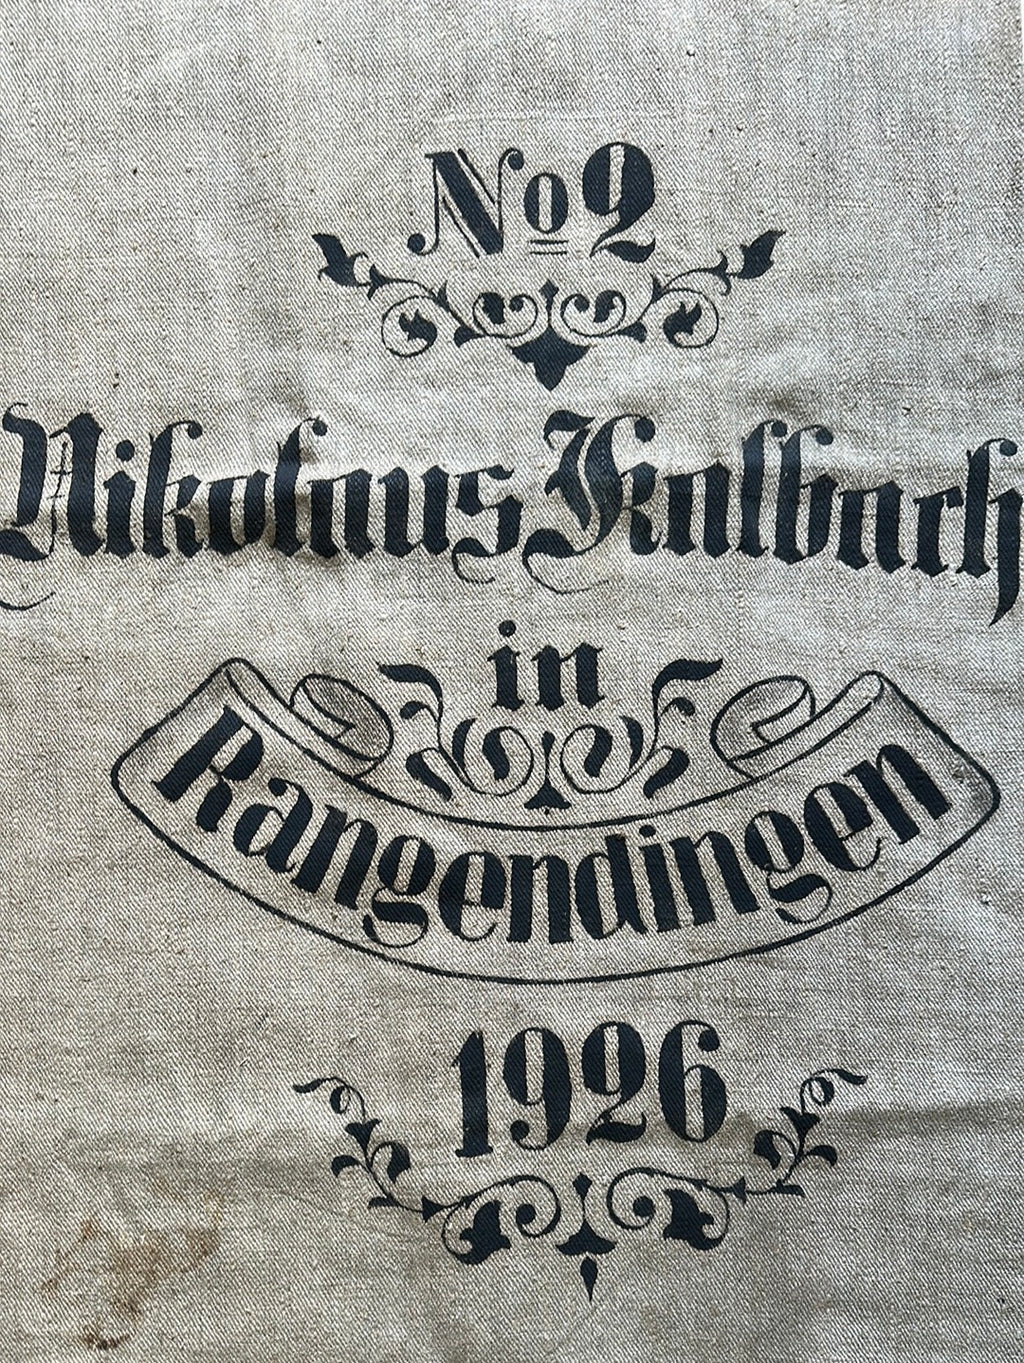 No 2
Nikolaus Kalbach
in
Rangendingen
1926